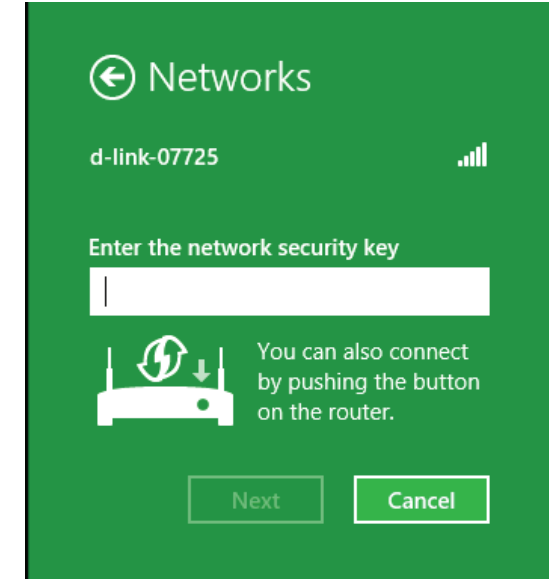 Networks
d-link-07725
Enter the network security key
You can also connect
by pushing the button
on the router.
Next
Cancel